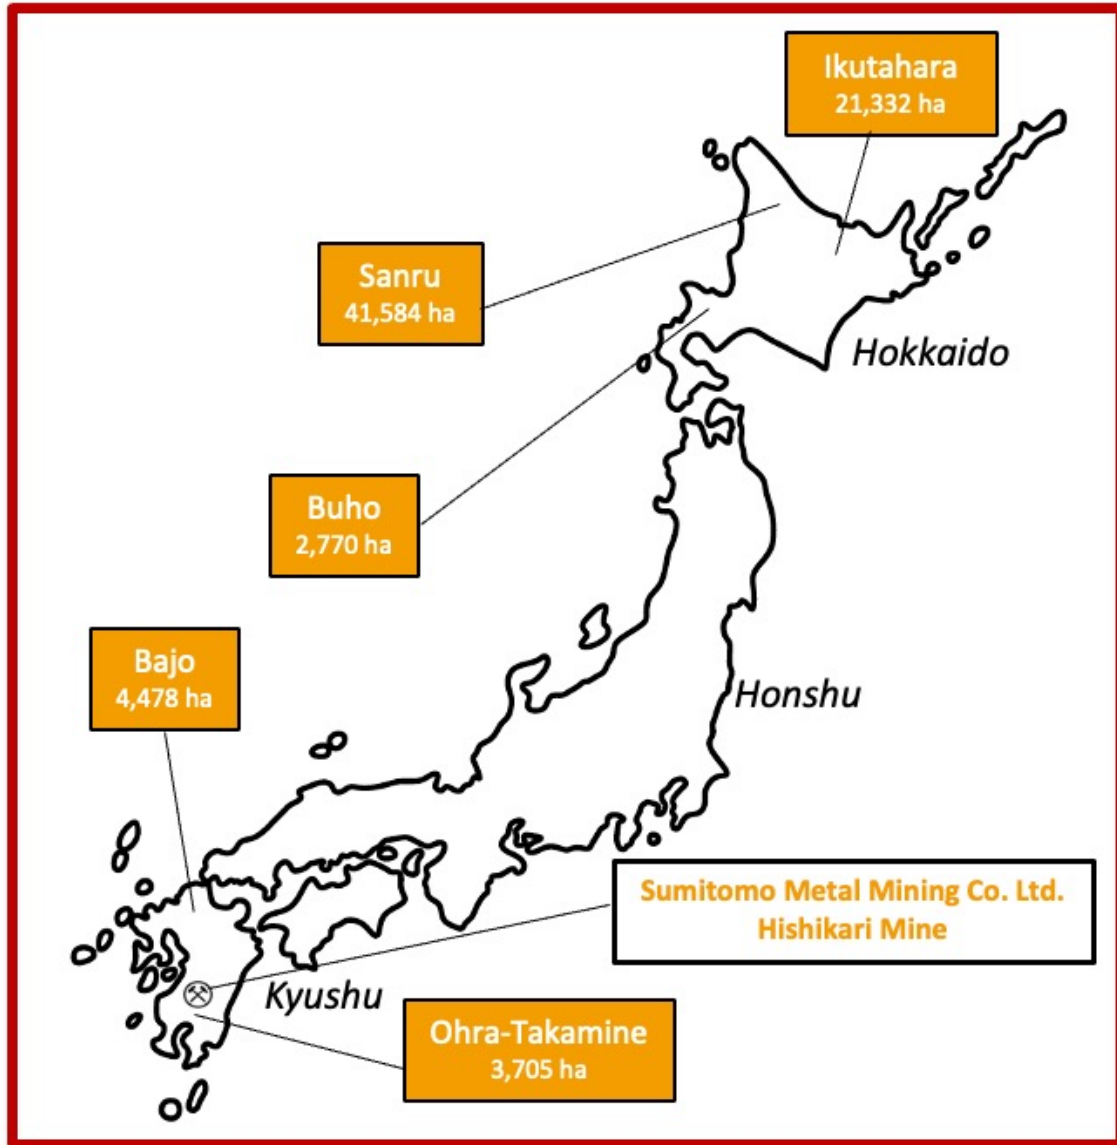 Ikutahara
21,332 ha
Sanru
41,584 ha
Hokkaido
Buho
2,770 ha
Bajo
4,478 ha
Honshu
Sumitomo Metal Mining Co. Ltd.
Hishikari Mine
Kyushu
Ohra-Takamine
3,705 ha